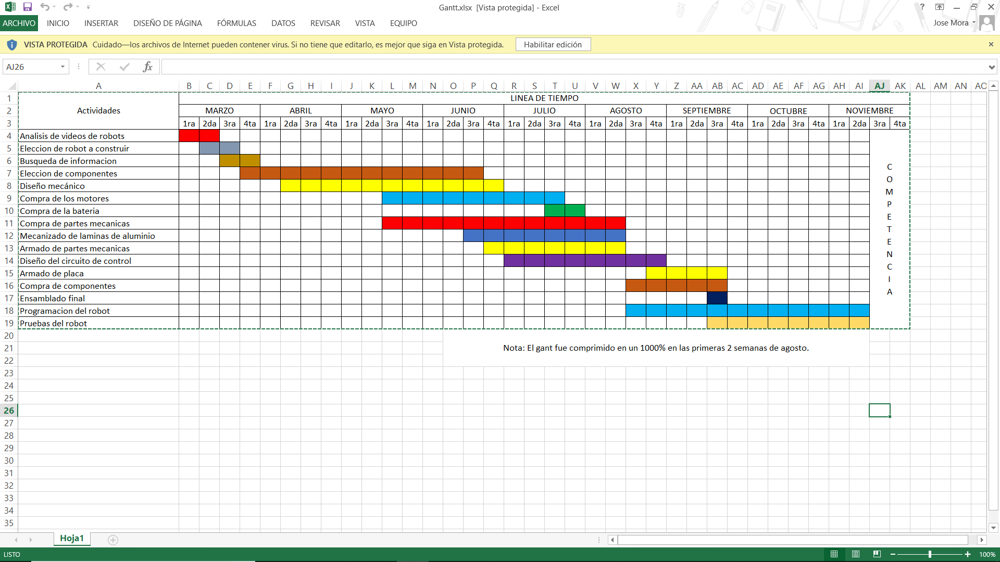 Gantt.xlsx [Vista protegida] - Excel
ARCHIVO INICIO INSERTAR DISEÑO DE PÁGINA FÓRMULAS DATOS REVISAR VISTA EQUIPO Jose Mora
VISTA PROTEGIDA Cuidado—los archivos de Internet pueden contener virus. Si no tiene que editarlo, es mejor que siga en Vista protegida. Habilitar edición
AJ26 fx
A B C D E F G H I J K L M N O P Q R S T U V W X Y Z AA AB AC AD AE AF AG AH AI AJ AK AL AM AN AO
1 LINEA DE TIEMPO
2 Actividades MARZO ABRIL MAYO JUNIO JULIO AGOSTO SEPTIEMBRE OCTUBRE NOVIEMBRE
3 1ra 2da 3ra 4ta 1ra 2da 3ra 4ta 1ra 2da 3ra 4ta 1ra 2da 3ra 4ta 1ra 2da 3ra 4ta 1ra 2da 3ra 4ta 1ra 2da 3ra 4ta 1ra 2da 3ra 4ta 1ra 2da 3ra 4ta
4 Analisis de videos de robots
5 Eleccion de robot a construir
6 Busqueda de informacion
7 Eleccion de componentes
8 Diseño mecánico
9 Compra de los motores
10 Compra de la bateria
11 Compra de partes mecanicas
12 Mecanizado de laminas de aluminio
13 Armado de partes mecanicas
14 Diseño del circuito de control
15 Armado de placa
16 Compra de componentes
17 Ensamblado final
18 Programacion del robot
19 Pruebas del robot
COMPETENCIA
20
21 Nota: El gant fue comprimido en un 1000% en las primeras 2 semanas de agosto.
22
23
24
25
26
27
28
29
30
31
32
33
34
35
Hoja1
LISTO 100%